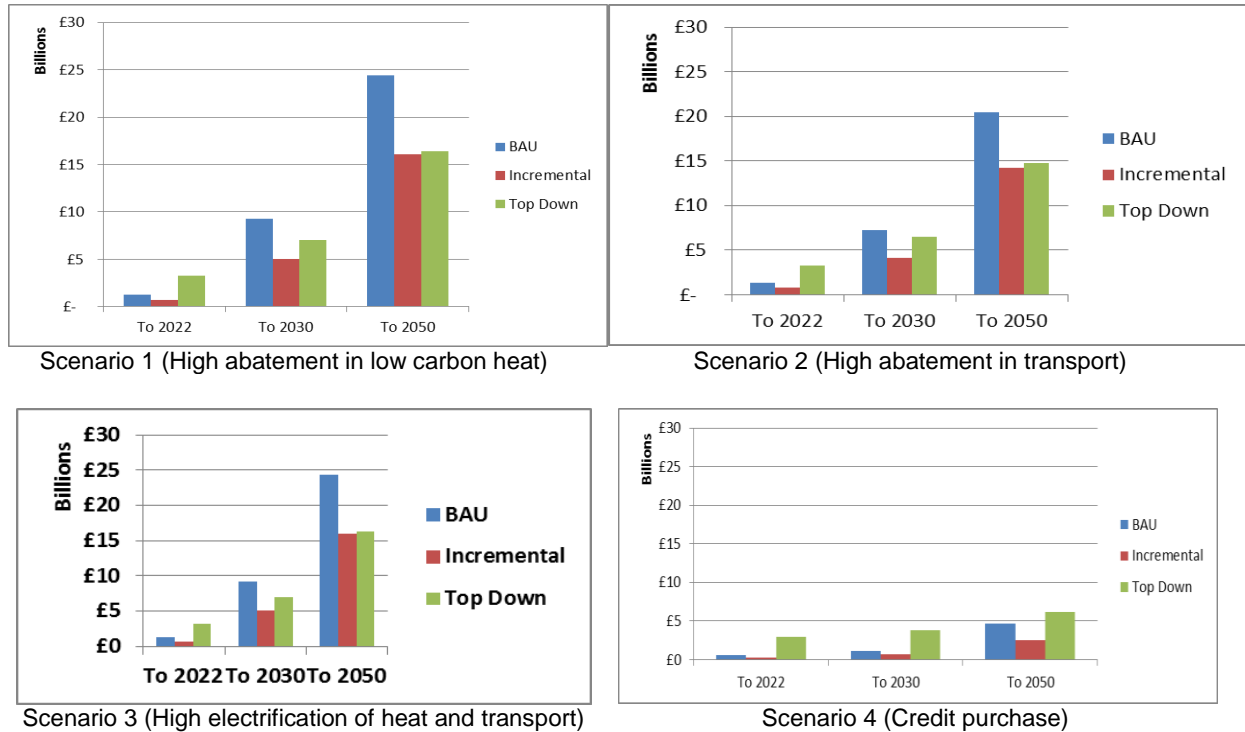 Billions
£30
£25
£20
£15
£10
£5
£-
To 2022 To 2030 To 2050
BAU
Incremental
Top Down
Scenario 1 (High abatement in low carbon heat)
Billions
£30
£25
£20
£15
£10
£5
£-
To 2022 To 2030 To 2050
BAU
Incremental
Top Down
Scenario 2 (High abatement in transport)
Billions
£30
£25
£20
£15
£10
£5
£0
To 2022 To 2030 To 2050
BAU
Incremental
Top Down
Scenario 3 (High electrification of heat and transport)
Billions
£30
£25
£20
£15
£10
£5
£0
To 2022 To 2030 To 2050
BAU
Incremental
Top Down
Scenario 4 (Credit purchase)